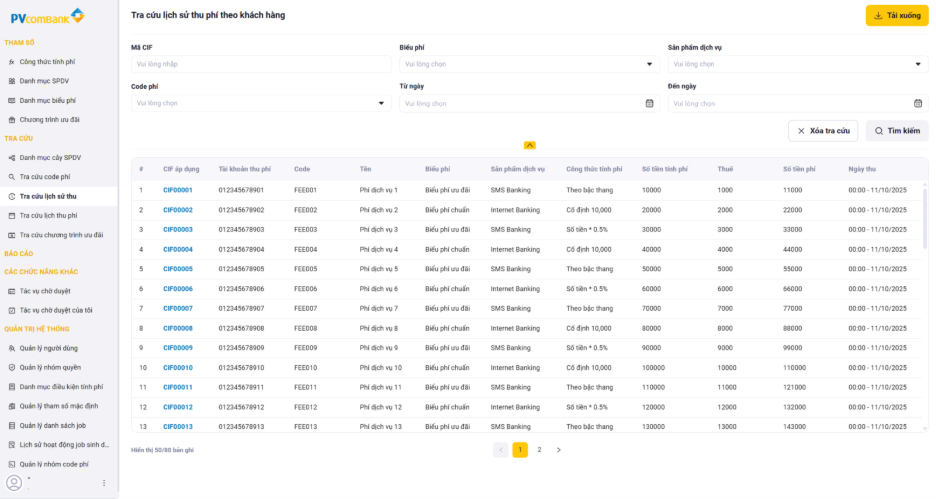 PVCOMBANK
THAM SỐ
Công thức tính phí
Danh mục SPDV
Danh mục biểu phí
Chương trình ưu đãi
TRA CỨU
Danh mục cây SPDV
Tra cứu code phí
Tra cứu lịch sử thu
Tra cứu lịch thu phí
Tra cứu chương trình ưu đãi
BÁO CÁO
CÁC CHỨC NĂNG KHÁC
Tác vụ chờ duyệt
Tác vụ chờ duyệt của tôi
QUẢN TRỊ HỆ THỐNG
Quản lý người dùng
Quản lý nhóm quyền
Danh mục điều kiện tính phí
Quản lý tham số mặc định
Quản lý danh sách job
Lịch sử hoạt động job sinh d...
Quản lý nhóm code phí
Tra cứu lịch sử thu phí theo khách hàng
Tải xuống
Mã CIF Biểu phí Sản phẩm dịch vụ
Vui lòng nhập Vui lòng chọn Vui lòng chọn
Code phí Từ ngày Đến ngày
Vui lòng chọn Vui lòng chọn Vui lòng chọn
Xóa tra cứu Tìm kiếm
# CIF áp dụng Tài khoản thu phí Code Tên Biểu phí Sản phẩm dịch vụ Công thức tính phí Số tiền tính phí Thuế Số tiền phí Ngày thu
1 CIF00001 012345678901 FEE001 Phí dịch vụ 1 Biểu phí ưu đãi SMS Banking Theo bậc thang 10000 1000 11000 00:00 - 11/10/2025
2 CIF00002 012345678902 FEE002 Phí dịch vụ 2 Biểu phí chuẩn Internet Banking Cố định 10,000 20000 2000 22000 00:00 - 11/10/2025
3 CIF00003 012345678903 FEE003 Phí dịch vụ 3 Biểu phí ưu đãi SMS Banking Số tiền * 0.5% 30000 3000 33000 00:00 - 11/10/2025
4 CIF00004 012345678904 FEE004 Phí dịch vụ 4 Biểu phí chuẩn Internet Banking Cố định 10,000 40000 4000 44000 00:00 - 11/10/2025
5 CIF00005 012345678905 FEE005 Phí dịch vụ 5 Biểu phí ưu đãi SMS Banking Theo bậc thang 50000 5000 55000 00:00 - 11/10/2025
6 CIF00006 012345678906 FEE006 Phí dịch vụ 6 Biểu phí chuẩn Internet Banking Số tiền * 0.5% 60000 6000 66000 00:00 - 11/10/2025
7 CIF00007 012345678907 FEE007 Phí dịch vụ 7 Biểu phí ưu đãi SMS Banking Theo bậc thang 70000 7000 77000 00:00 - 11/10/2025
8 CIF00008 012345678908 FEE008 Phí dịch vụ 8 Biểu phí chuẩn Internet Banking Cố định 10,000 80000 8000 88000 00:00 - 11/10/2025
9 CIF00009 012345678909 FEE009 Phí dịch vụ 9 Biểu phí ưu đãi SMS Banking Số tiền * 0.5% 90000 9000 99000 00:00 - 11/10/2025
10 CIF00010 012345678910 FEE010 Phí dịch vụ 10 Biểu phí chuẩn Internet Banking Cố định 10,000 100000 10000 110000 00:00 - 11/10/2025
11 CIF00011 012345678911 FEE011 Phí dịch vụ 11 Biểu phí ưu đãi SMS Banking Theo bậc thang 110000 11000 121000 00:00 - 11/10/2025
12 CIF00012 012345678912 FEE012 Phí dịch vụ 12 Biểu phí chuẩn Internet Banking Số tiền * 0.5% 120000 12000 132000 00:00 - 11/10/2025
13 CIF00013 012345678913 FEE013 Phí dịch vụ 13 Biểu phí ưu đãi SMS Banking Theo bậc thang 130000 13000 143000 00:00 - 11/10/2025
Hiển thị 50/80 bản ghi
1 2